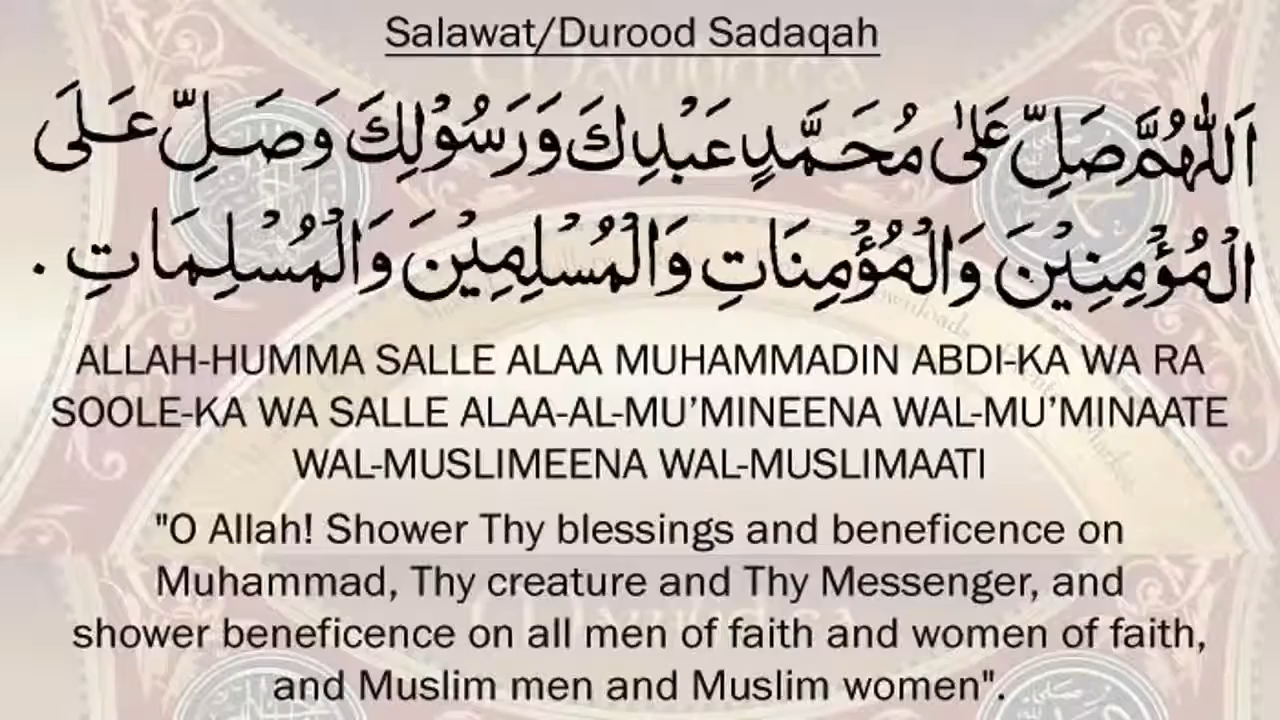 Salawat/Durood Sadaqah
اَللّٰهُمَّ صَلِّ عَلٰى مُحَمَّدٍ عَبْدِكَ وَرَسُوْلِكَ وَصَلِّ عَلَى
الْمُؤْمِنِيْنَ وَالْمُؤْمِنَاتِ وَالْمُسْلِمِيْنَ وَالْمُسْلِمَاتِ .
ALLAH-HUMMA SALLE ALAA MUHAMMADIN ABDI-KA WA RA
SOOLE-KA WA SALLE ALAA-AL-MU’MINEENA WAL-MU’MINAATE
WAL-MUSLIMEENA WAL-MUSLIMAATI
"O Allah! Shower Thy blessings and beneficence on
Muhammad, Thy creature and Thy Messenger, and
shower beneficence on all men of faith and women of faith,
and Muslim men and Muslim women".